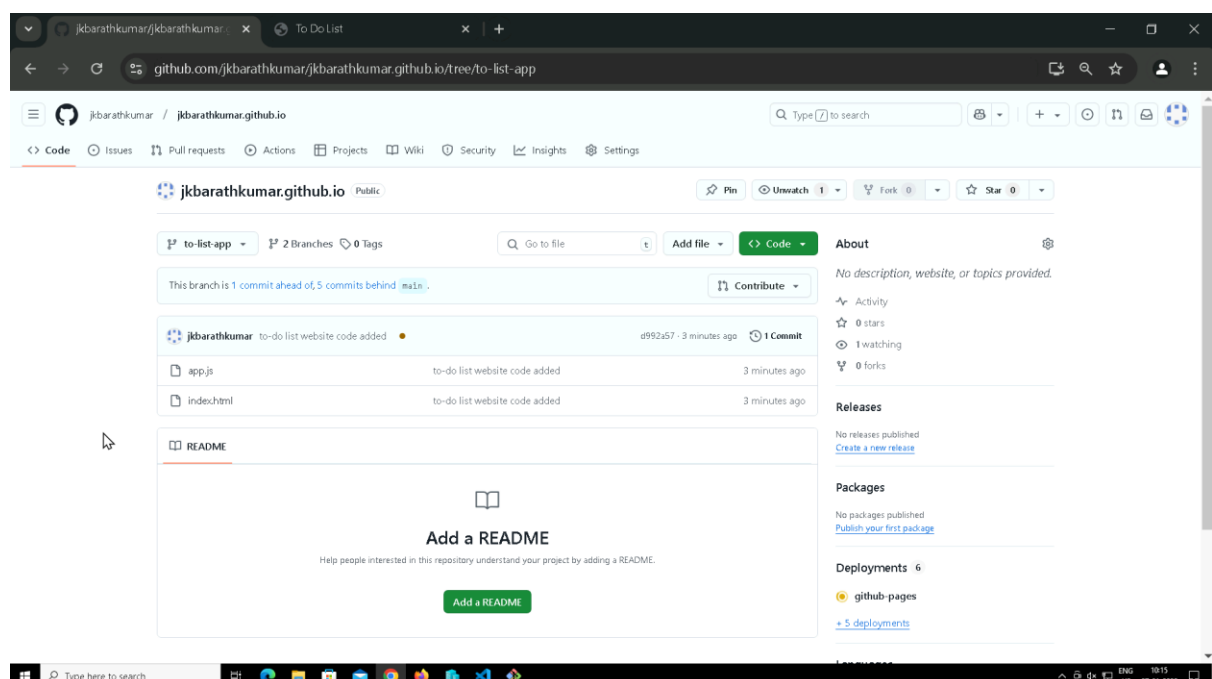 jkbarathkumar/jkbarathkumar.g
To Do List
github.com/jkbarathkumar/jkbarathkumar.github.io/tree/to-list-app
jkbarathkumar / jkbarathkumar.github.io
Type / to search
Code Issues Pull requests Actions Projects Wiki Security Insights Settings
jkbarathkumar.github.io Public
Pin Unwatch 1 Fork 0 Star 0
to-list-app 2 Branches 0 Tags Go to file t Add file Code
About
This branch is 1 commit ahead of, 5 commits behind main .
Contribute
No description, website, or topics provided.
Activity
0 stars
1 watching
0 forks
jkbarathkumar to-do list website code added d992a57 · 3 minutes ago 1 Commit
app.js to-do list website code added 3 minutes ago
index.html to-do list website code added 3 minutes ago
Releases
No releases published
Create a new release
README
Add a README
Help people interested in this repository understand your project by adding a README.
Add a README
Packages
No packages published
Publish your first package
Deployments 6
github-pages
+ 5 deployments
Type here to search
ENG
10:15